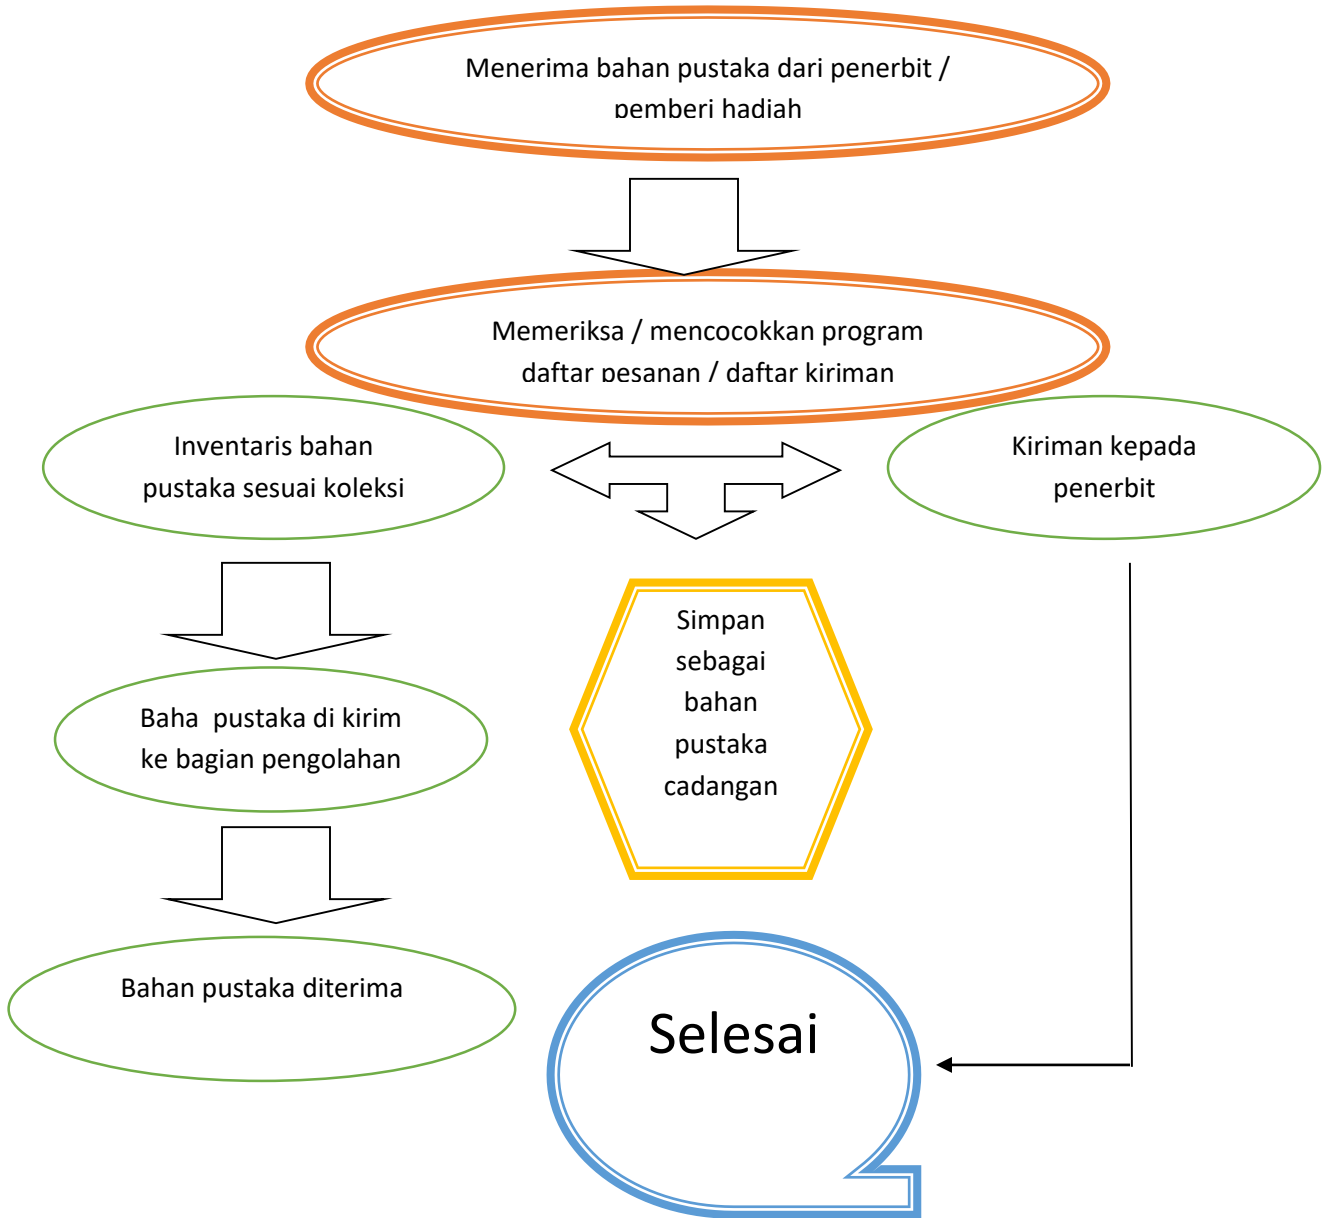 Menerima bahan pustaka dari penerbit /
pemberi hadiah
Memeriksa / mencocokkan program
daftar pesanan / daftar kiriman
Inventaris bahan
pustaka sesuai koleksi
Kiriman kepada
penerbit
Simpan
sebagai
bahan
pustaka
cadangan
Baha  pustaka di kirim
ke bagian pengolahan
Bahan pustaka diterima
Selesai